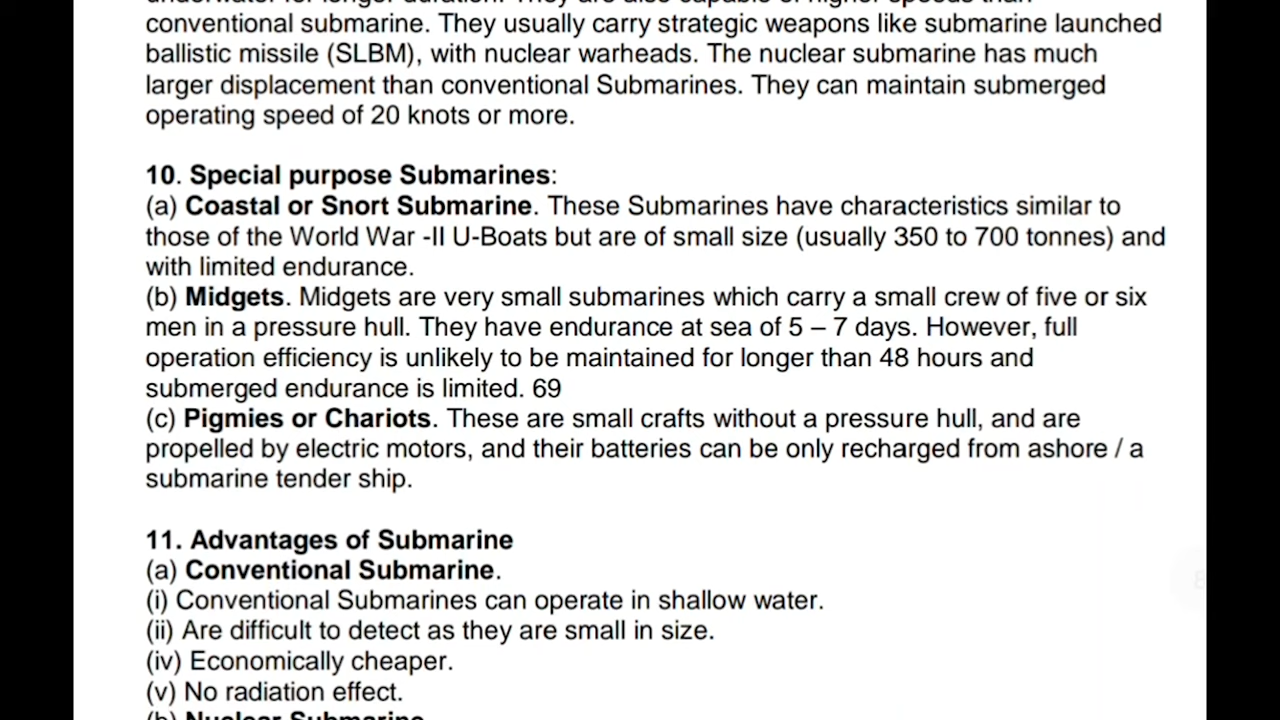 conventional submarine. They usually carry strategic weapons like submarine launched
ballistic missile (SLBM), with nuclear warheads. The nuclear submarine has much
larger displacement than conventional Submarines. They can maintain submerged
operating speed of 20 knots or more.
10. Special purpose Submarines:
(a) Coastal or Snort Submarine. These Submarines have characteristics similar to
those of the World War -II U-Boats but are of small size (usually 350 to 700 tonnes) and
with limited endurance.
(b) Midgets. Midgets are very small submarines which carry a small crew of five or six
men in a pressure hull. They have endurance at sea of 5 – 7 days. However, full
operation efficiency is unlikely to be maintained for longer than 48 hours and
submerged endurance is limited. 69
(c) Pigmies or Chariots. These are small crafts without a pressure hull, and are
propelled by electric motors, and their batteries can be only recharged from ashore / a
submarine tender ship.
11. Advantages of Submarine
(a) Conventional Submarine.
(i) Conventional Submarines can operate in shallow water.
(ii) Are difficult to detect as they are small in size.
(iv) Economically cheaper.
(v) No radiation effect.
(b) Nuclear Submarine